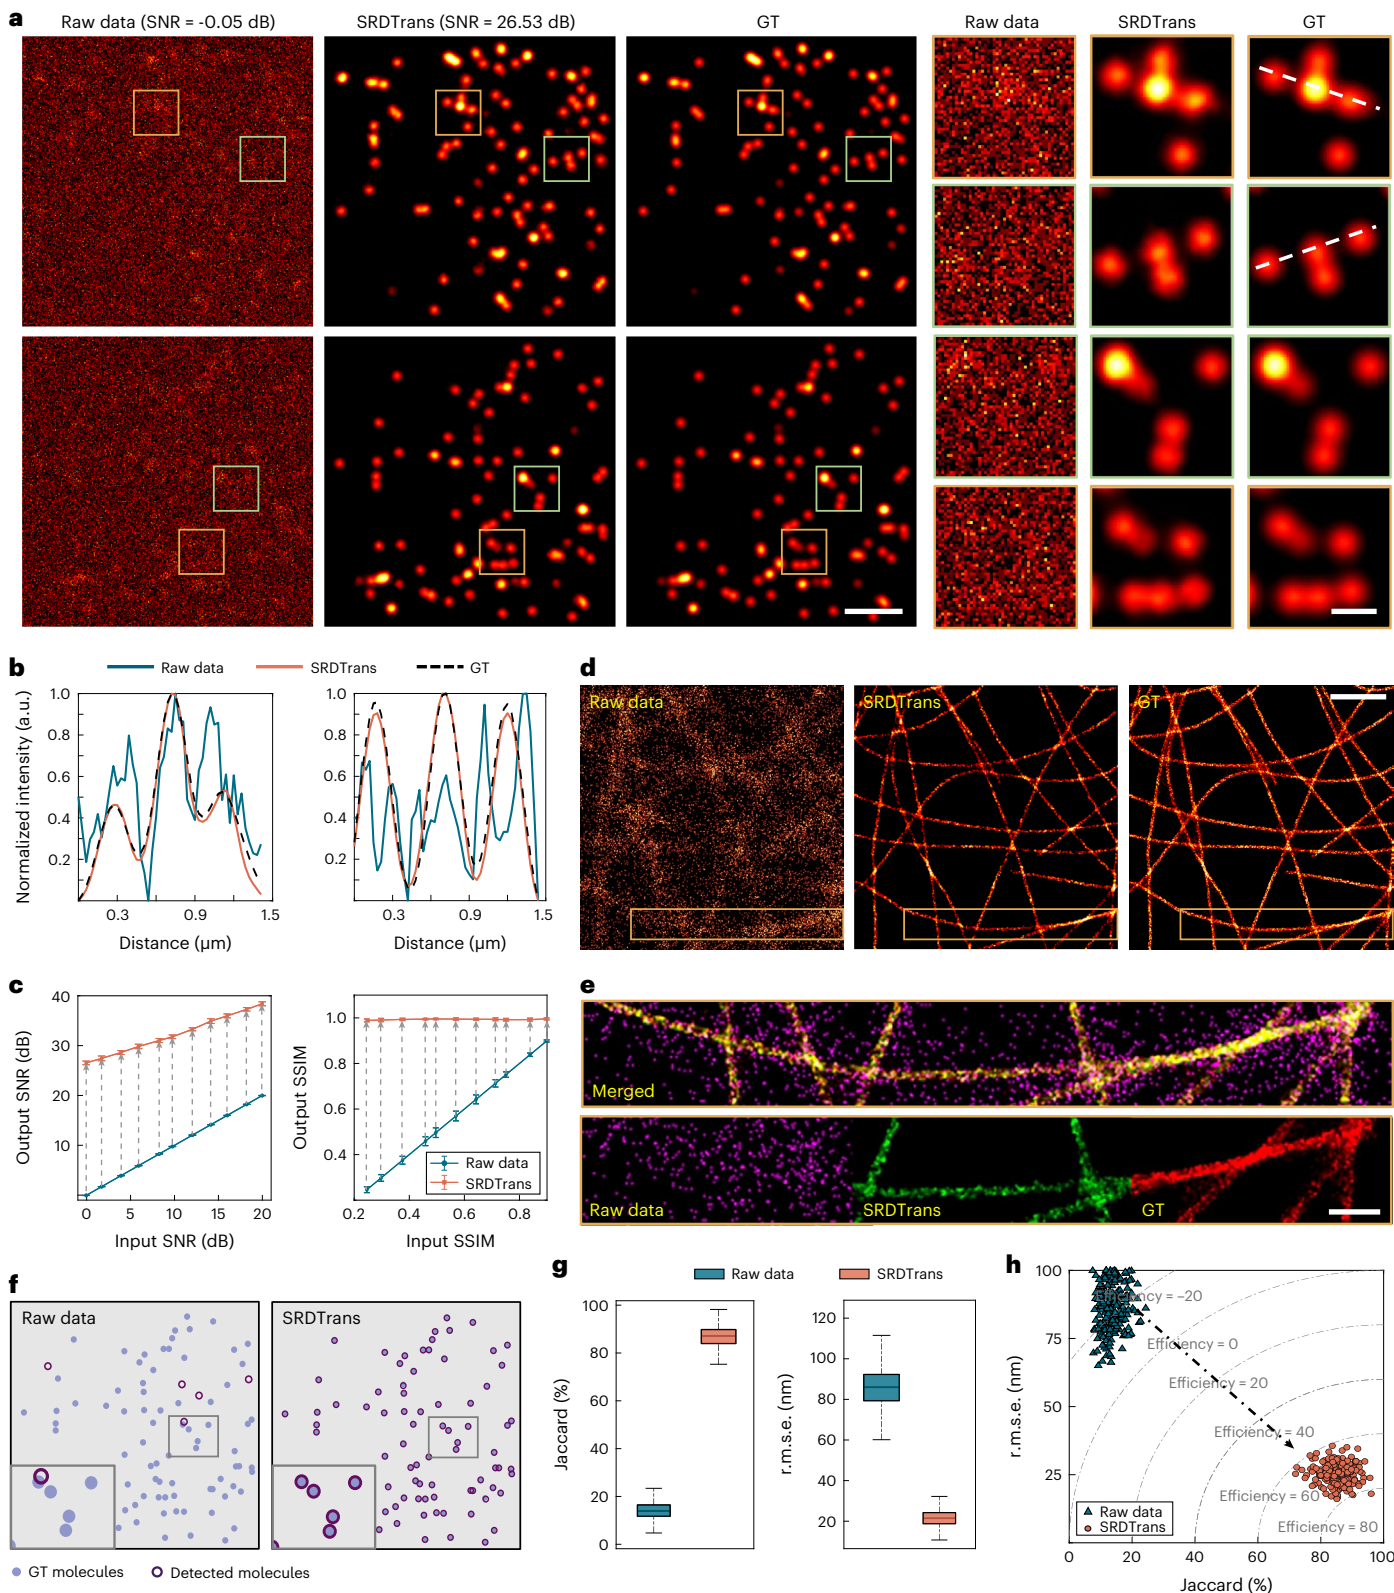 a
Raw data (SNR = -0.05 dB)
SRDTrans (SNR = 26.53 dB)
GT
Raw data
SRDTrans
GT
b
Raw data
SRDTrans
GT
Normalized intensity (a.u.)
1.0
0.8
0.6
0.4
0.2
0.3
0.9
1.5
Distance (µm)
1.0
0.8
0.6
0.4
0.2
0.3
0.9
1.5
Distance (µm)
c
Output SNR (dB)
40
30
20
10
0
5
10
15
20
Input SNR (dB)
Output SSIM
1.0
0.8
0.6
0.4
0.2
0.4
0.6
0.8
Input SSIM
Raw data
SRDTrans
d
Raw data
SRDTrans
GT
e
Merged
Raw data
SRDTrans
GT
f
Raw data
SRDTrans
GT molecules
Detected molecules
g
Raw data
SRDTrans
Jaccard (%)
100
80
60
40
20
0
r.m.s.e. (nm)
120
100
80
60
40
20
h
r.m.s.e. (nm)
100
75
50
25
Efficiency = –20
Efficiency = 0
Efficiency = 20
Efficiency = 40
Efficiency = 60
Efficiency = 80
Raw data
SRDTrans
0
20
40
60
80
100
Jaccard (%)